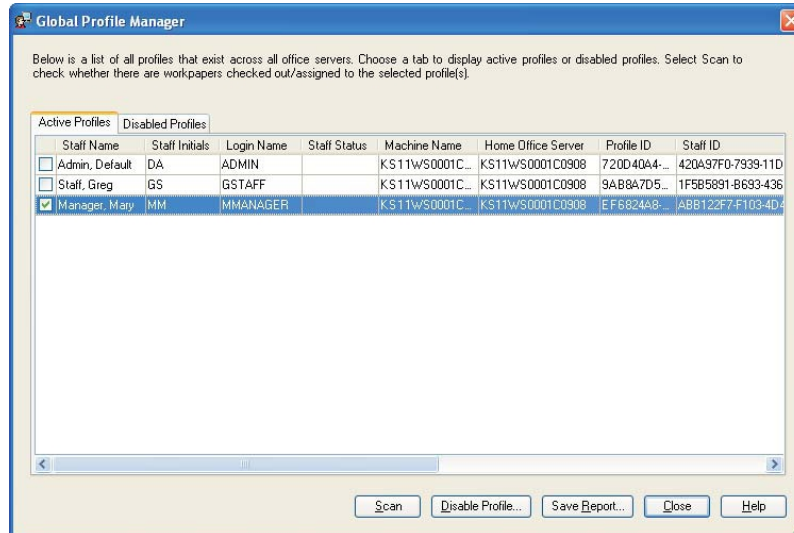 Global Profile Manager
Below is a list of all profiles that exist across all office servers. Choose a tab to display active profiles or disabled profiles. Select Scan to
check whether there are workpapers checked out/assigned to the selected profile(s).
Active Profiles Disabled Profiles
Staff Name Staff Initials Login Name Staff Status Machine Name Home Office Server Profile ID Staff ID
Admin, Default DA ADMIN KS11WS0001C... KS11WS0001C0908 720D40A4-... 420A97F0-7939-11D
Staff, Greg GS GSTAFF KS11WS0001C... KS11WS0001C0908 9AB8A7D5... 1F5B5891-B693-436
Manager, Mary MM MMANAGER KS11WS0001C... KS11WS0001C0908 EF6824A8-... ABB122F7-F103-4D4
Scan Disable Profile... Save Report... Close Help